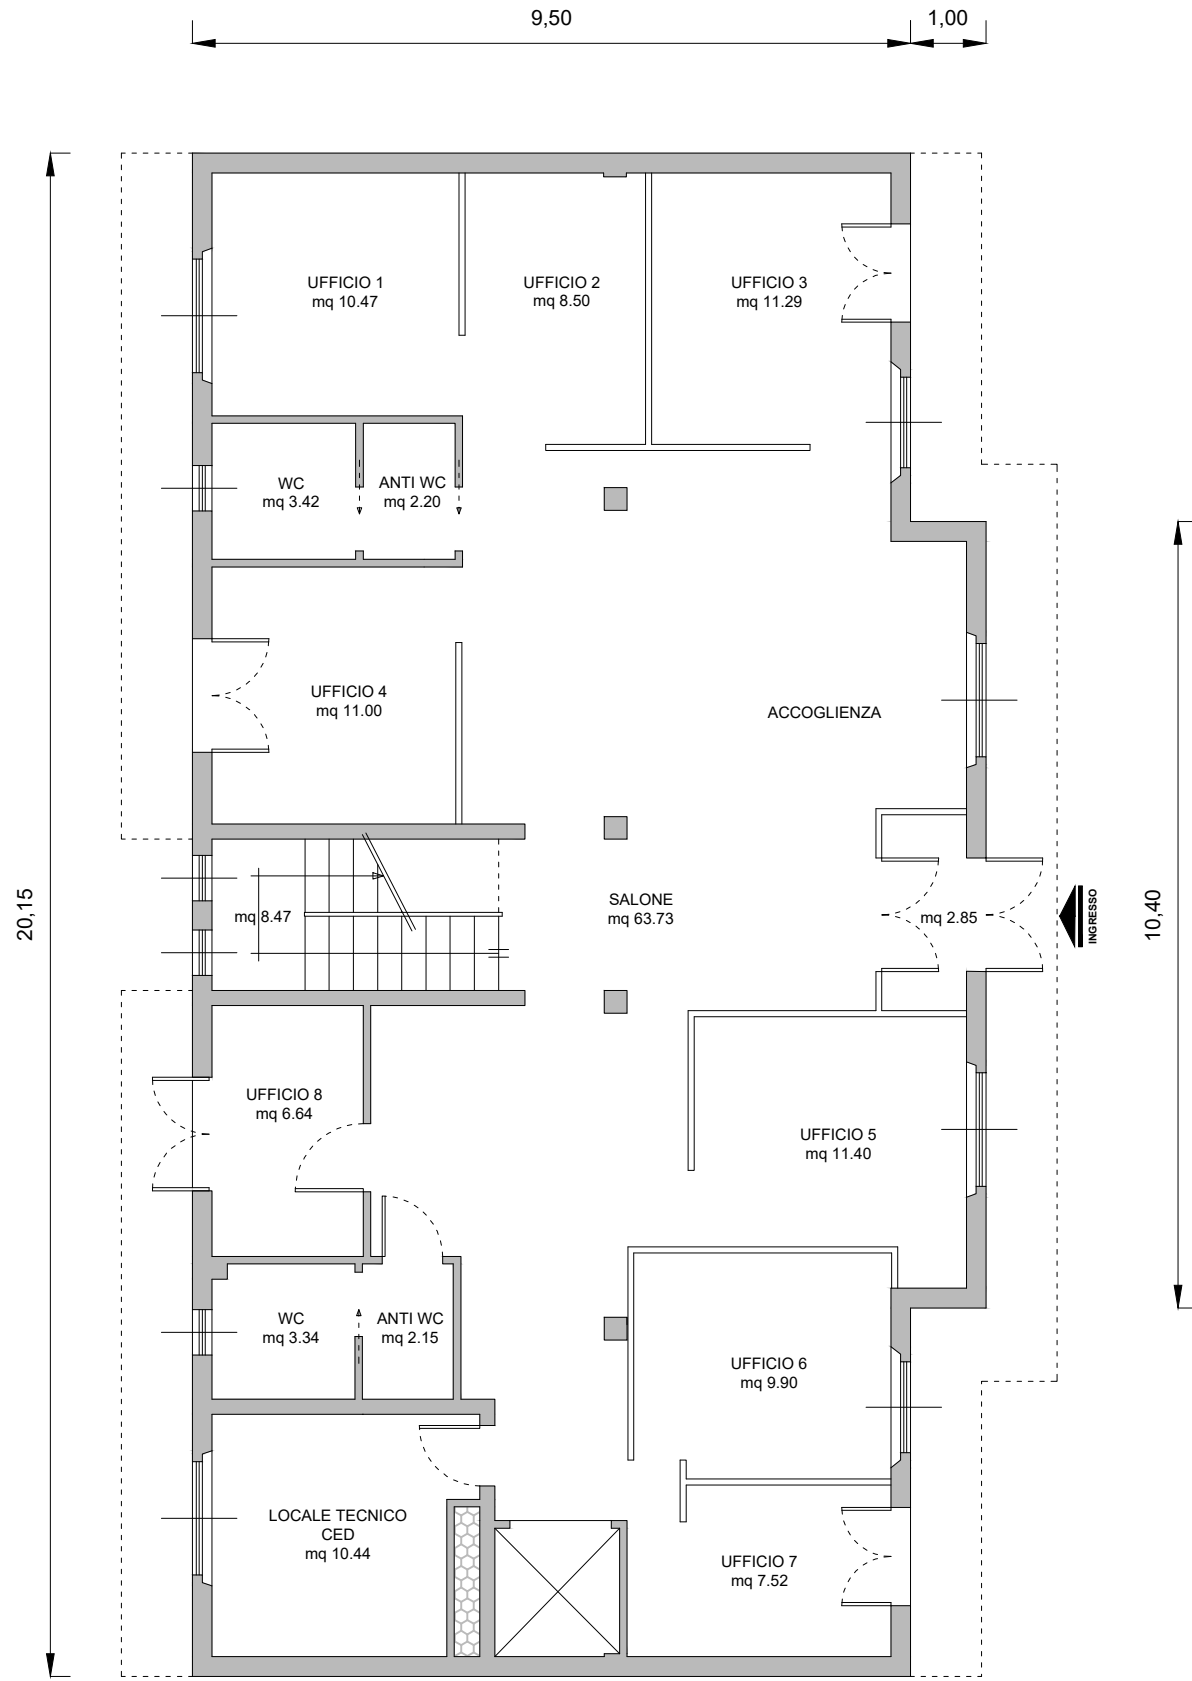 9,50
1,00
UFFICIO 1
mq 10.47
UFFICIO 2
mq 8.50
UFFICIO 3
mq 11.29
WC
mq 3.42
ANTI WC
mq 2.20
UFFICIO 4
mq 11.00
ACCOGLIENZA
20,15
mq 8.47
SALONE
mq 63.73
mq 2.85
INGRESSO
10,40
UFFICIO 8
mq 6.64
UFFICIO 5
mq 11.40
WC
mq 3.34
ANTI WC
mq 2.15
UFFICIO 6
mq 9.90
LOCALE TECNICO
CED
mq 10.44
UFFICIO 7
mq 7.52